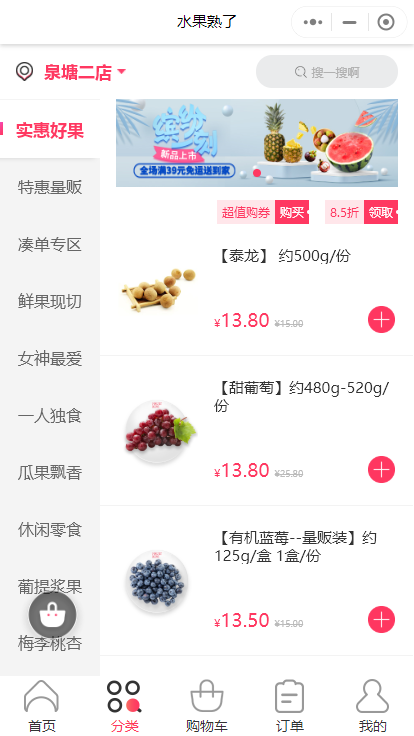 水果熟了
泉塘二店
搜一搜啊
缤纷
刻
新品上市
全场满39元免运送到家
超值购券 购买
8.5折 领取
实惠好果
特惠量贩
凑单专区
鲜果现切
女神最爱
一人独食
瓜果飘香
休闲零食
葡提浆果
梅李桃杏
【泰龙】 约500g/份
¥13.80 ¥15.00
【甜葡萄】约480g-520g/
份
¥13.80 ¥25.80
【有机蓝莓--量贩装】约
125g/盒 1盒/份
¥13.50 ¥15.00
首页
分类
购物车
订单
我的